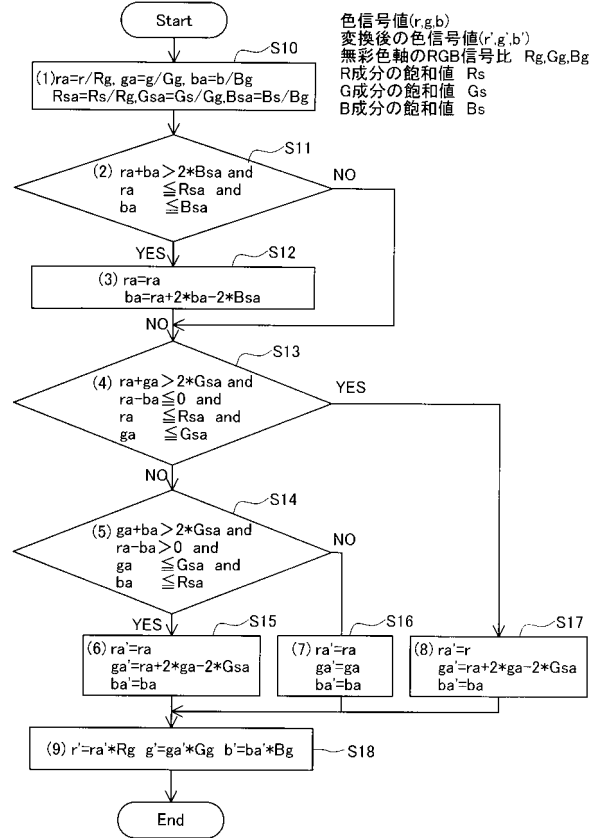 Start
色信号値(r,g,b)
変換後の色信号値(r',g',b')
無彩色軸のRGB信号比 Rg,Gg,Bg
R成分の飽和値 Rs
G成分の飽和値 Gs
B成分の飽和値 Bs
S10
(1)ra=r/Rg, ga=g/Gg, ba=b/Bg
Rsa=Rs/Rg,Gsa=Gs/Gg,Bsa=Bs/Bg
S11
(2) ra+ba>2*Bsa and
ra ≦Rsa and
ba ≦Bsa
NO
YES
S12
(3) ra=ra
ba=ra+2*ba-2*Bsa
NO
S13
(4) ra+ga>2*Gsa and
ra-ba≦0 and
ra ≦Rsa and
ga ≦Gsa
YES
NO
S14
(5) ga+ba>2*Gsa and
ra-ba>0 and
ga ≦Gsa and
ba ≦Rsa
NO
YES
S15
(6) ra'=ra
ga'=ra+2*ga-2*Gsa
ba'=ba
S16
(7) ra'=ra
ga'=ga
ba'=ba
S17
(8) ra'=r
ga'=ra+2*ga-2*Gsa
ba'=ba
(9) r'=ra'*Rg g'=ga'*Gg b'=ba'*Bg
S18
End